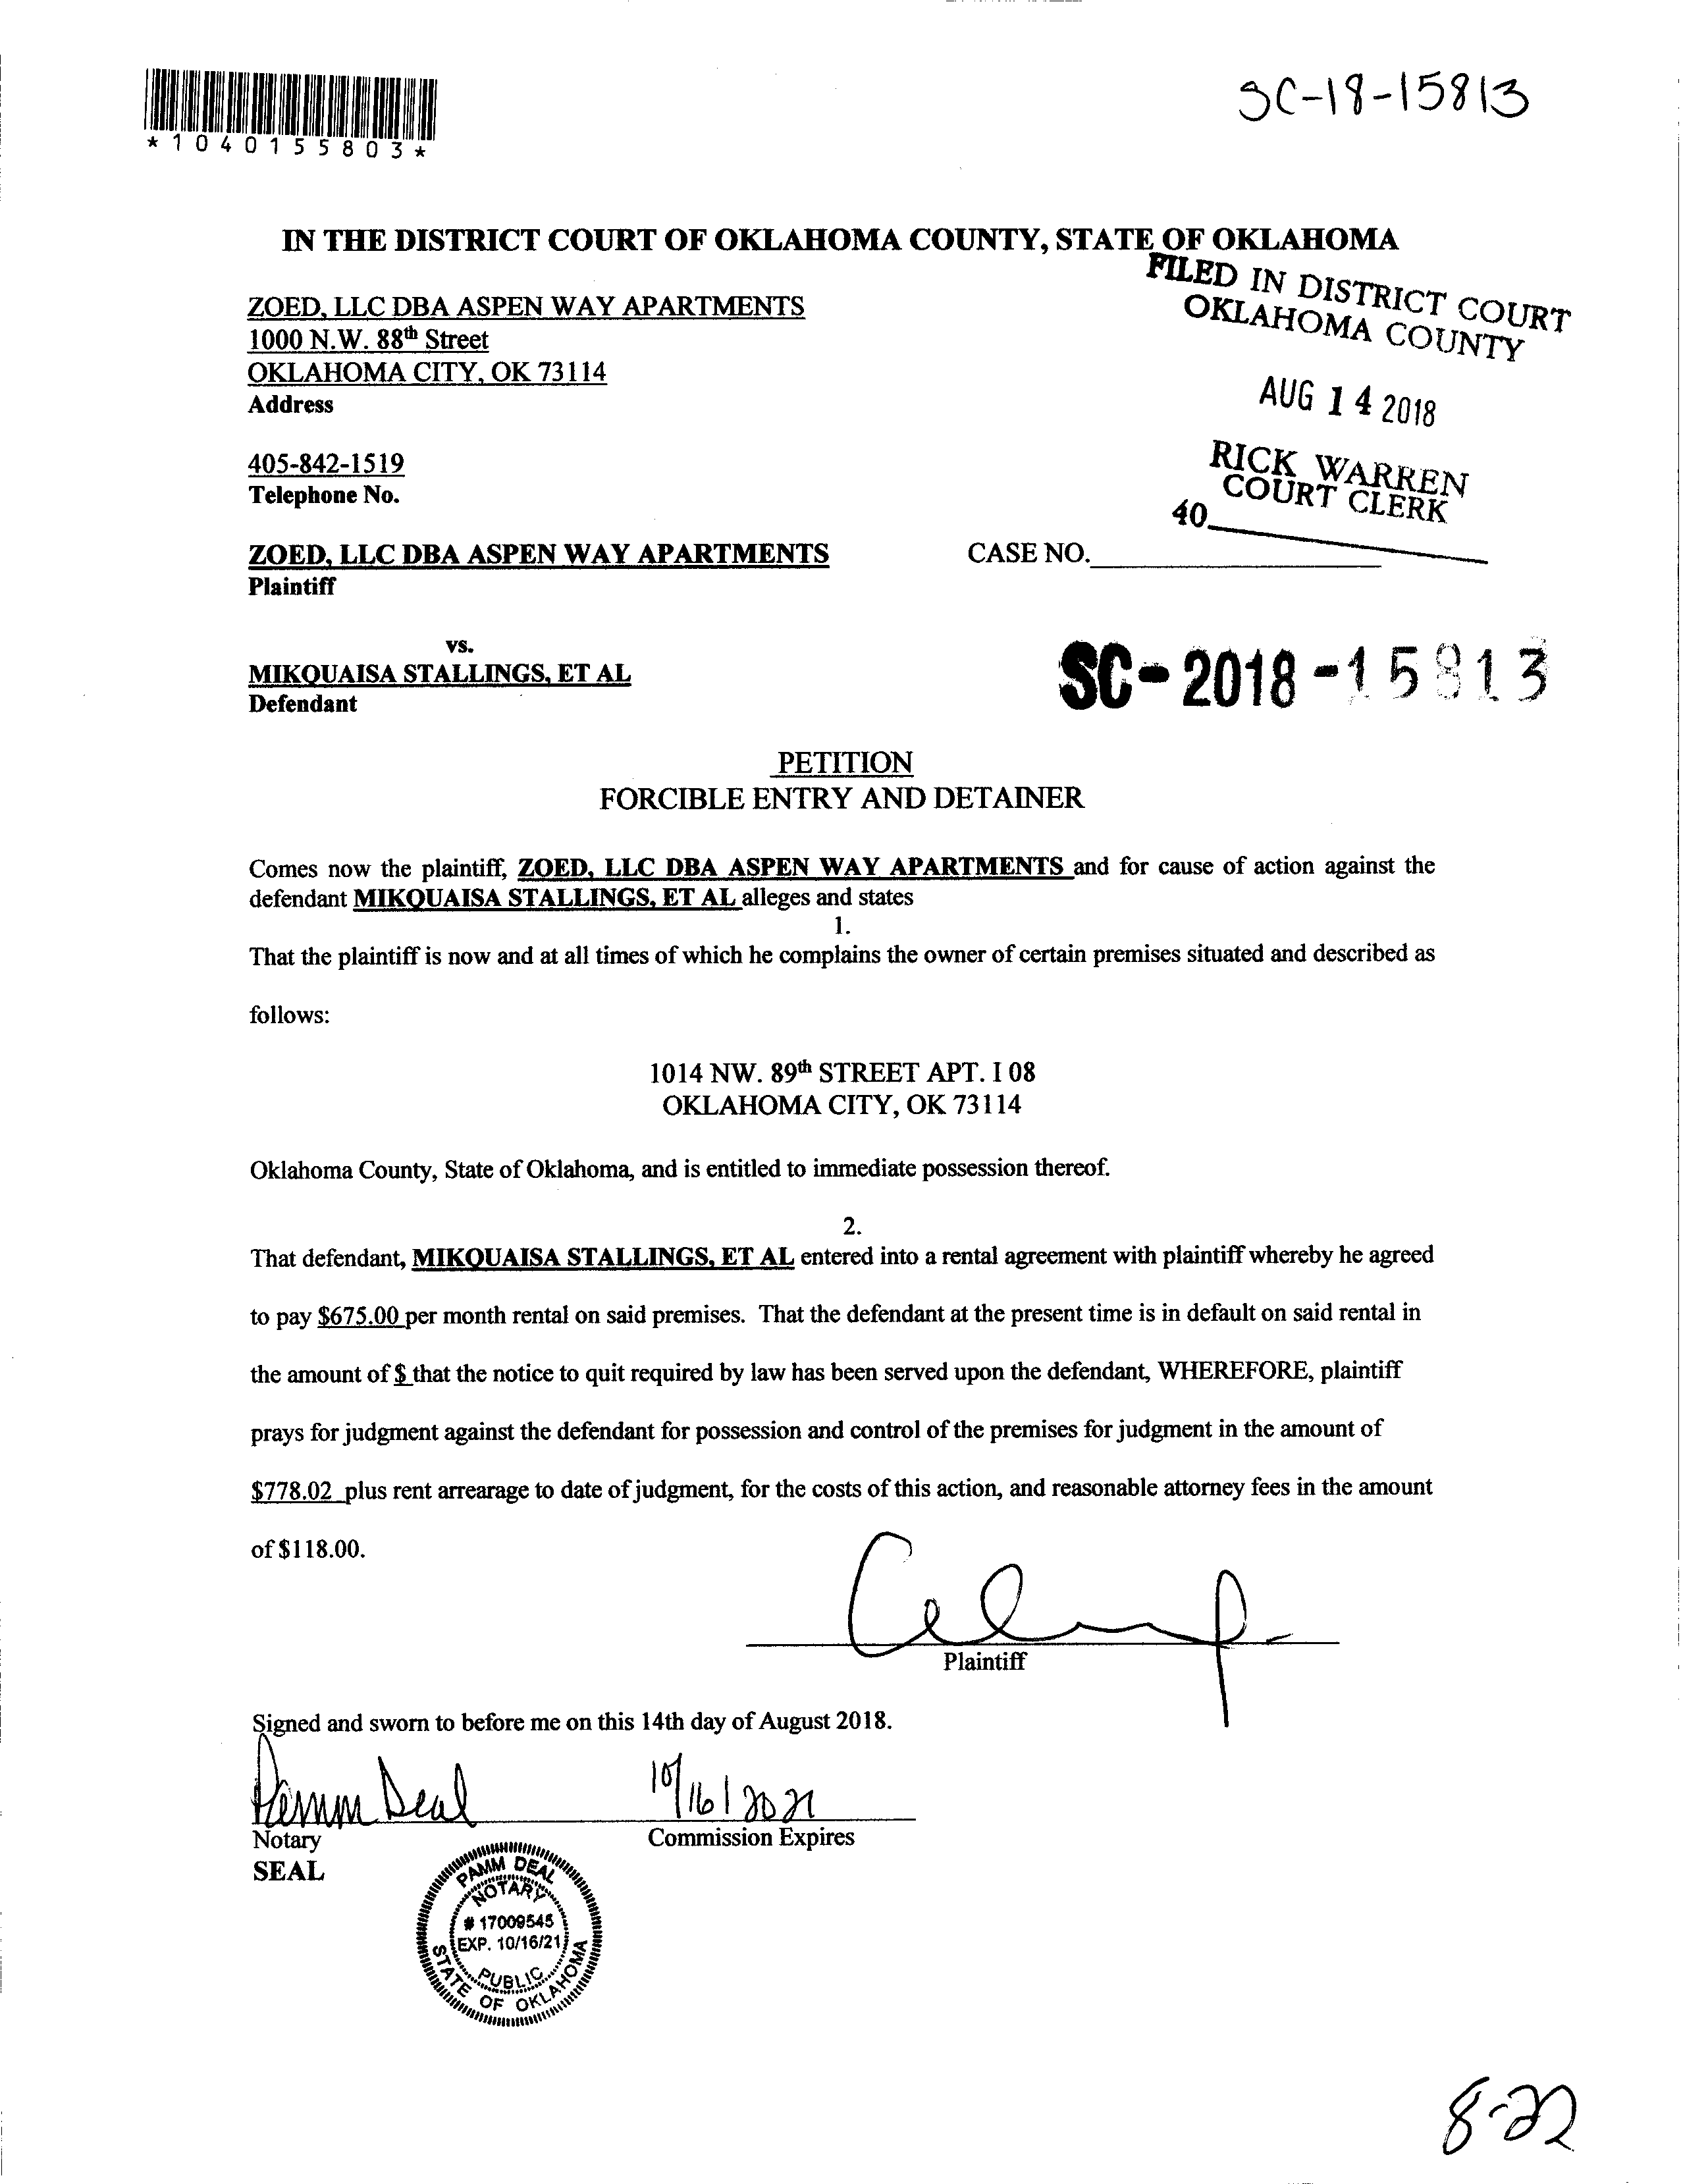 SC-18-15813
*1040155803*
IN THE DISTRICT COURT OF OKLAHOMA COUNTY, STATE OF OKLAHOMA
FILED IN DISTRICT COURT
OKLAHOMA COUNTY
ZOED, LLC DBA ASPEN WAY APARTMENTS
1000 N.W. 88th Street
OKLAHOMA CITY, OK 73114
Address
AUG 14 2018
405-842-1519
Telephone No.
RICK WARREN
COURT CLERK
40
ZOED, LLC DBA ASPEN WAY APARTMENTS
CASE NO.
Plaintiff
vs.
MIKQUAISA STALLINGS, ET AL
Defendant
SC-2018-15813
PETITION
FORCIBLE ENTRY AND DETAINER
Comes now the plaintiff, ZOED, LLC DBA ASPEN WAY APARTMENTS and for cause of action against the
defendant MIKQUAISA STALLINGS, ET AL alleges and states
1.
That the plaintiff is now and at all times of which he complains the owner of certain premises situated and described as
follows:
1014 NW. 89th STREET APT. I 08
OKLAHOMA CITY, OK 73114
Oklahoma County, State of Oklahoma, and is entitled to immediate possession thereof.
2.
That defendant, MIKQUAISA STALLINGS, ET AL entered into a rental agreement with plaintiff whereby he agreed
to pay $675.00 per month rental on said premises. That the defendant at the present time is in default on said rental in
the amount of $ that the notice to quit required by law has been served upon the defendant, WHEREFORE, plaintiff
prays for judgment against the defendant for possession and control of the premises for judgment in the amount of
$778.02 plus rent arrearage to date of judgment, for the costs of this action, and reasonable attorney fees in the amount
of $118.00.
Plaintiff
Signed and sworn to before me on this 14th day of August 2018.
Pamm Deal
10/16/2021
Notary
Commission Expires
SEAL
PAMM DEAL
NOTARY
# 17009545
EXP. 10/16/21
PUBLIC
STATE OF OKLAHOMA
8-22